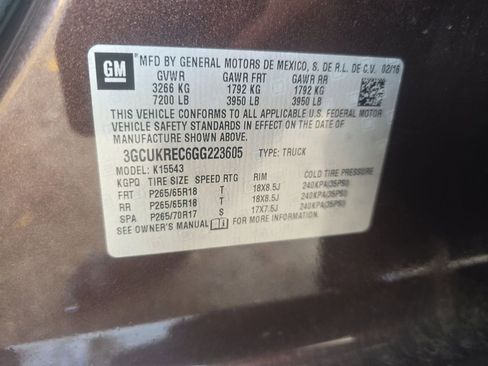 GM MFD BY GENERAL MOTORS DE MEXICO, S. DE R.L. DE C.V. 02/16
GVWR GAWR FRT GAWR RR
3266 KG 1792 KG 1792 KG
7200 LB 3950 LB 3950 LB
THIS VEHICLE CONFORMS TO ALL APPLICABLE U.S. FEDERAL MOTOR
VEHICLE SAFETY STANDARDS IN EFFECT ON THE DATE OF
MANUFACTURE SHOWN ABOVE.
3GCUKREC6GG223605 TYPE: TRUCK
MODEL: K15543
KGPQ TIRE SIZE SPEED RTG RIM COLD TIRE PRESSURE
FRT P265/65R18 T 18X8.5J 240KPA(35PSI)
RR P265/65R18 T 18X8.5J 240KPA(35PSI)
SPA P265/70R17 S 17X7.5J 240KPA(35PSI)
SEE OWNER'S MANUAL FOR MORE INFORMATION.